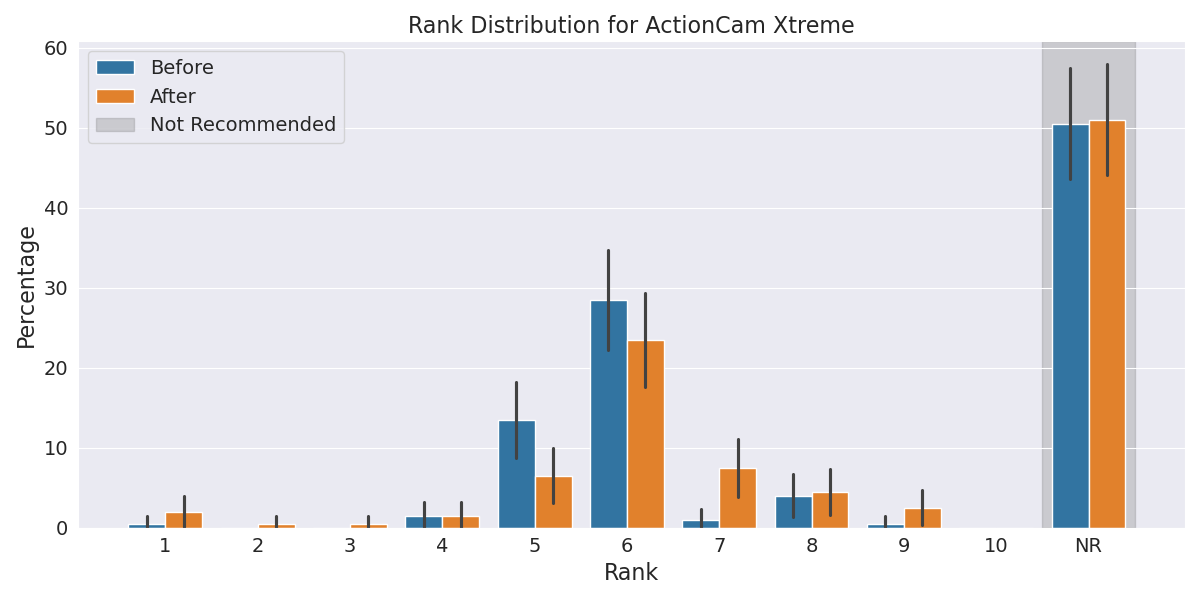 Rank Distribution for ActionCam Xtreme
Before
After
Not Recommended
Percentage
60
50
40
30
20
10
0
1 2 3 4 5 6 7 8 9 10 NR
Rank